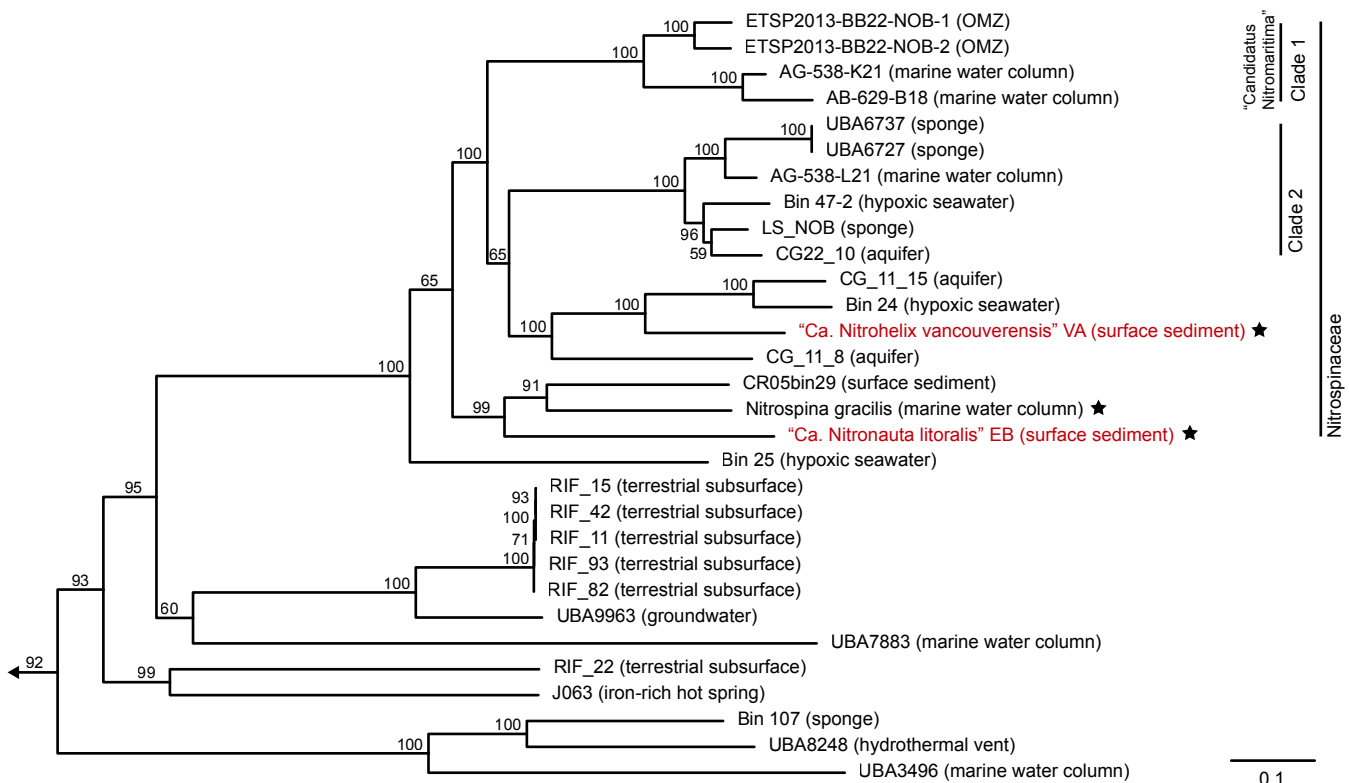 ETSP2013-BB22-NOB-1 (OMZ)
100
ETSP2013-BB22-NOB-2 (OMZ)
100
AG-538-K21 (marine water column)
100
AB-629-B18 (marine water column)
"Candidatus
Nitromaritima"
Clade 1
UBA6737 (sponge)
100
UBA6727 (sponge)
100
100
AG-538-L21 (marine water column)
100
Bin 47-2 (hypoxic seawater)
LS_NOB (sponge)
96
59
CG22_10 (aquifer)
Clade 2
65
CG_11_15 (aquifer)
100
65
Bin 24 (hypoxic seawater)
100
100
“Ca. Nitrohelix vancouverensis” VA (surface sediment) ★
CG_11_8 (aquifer)
100
CR05bin29 (surface sediment)
91
Nitrospina gracilis (marine water column) ★
99
“Ca. Nitronauta litoralis” EB (surface sediment) ★
Nitrospinaceae
Bin 25 (hypoxic seawater)
RIF_15 (terrestrial subsurface)
95
93
RIF_42 (terrestrial subsurface)
100
RIF_11 (terrestrial subsurface)
71
RIF_93 (terrestrial subsurface)
100
RIF_82 (terrestrial subsurface)
93
100
UBA9963 (groundwater)
60
UBA7883 (marine water column)
92
RIF_22 (terrestrial subsurface)
99
J063 (iron-rich hot spring)
Bin 107 (sponge)
100
UBA8248 (hydrothermal vent)
100
UBA3496 (marine water column)
0.1